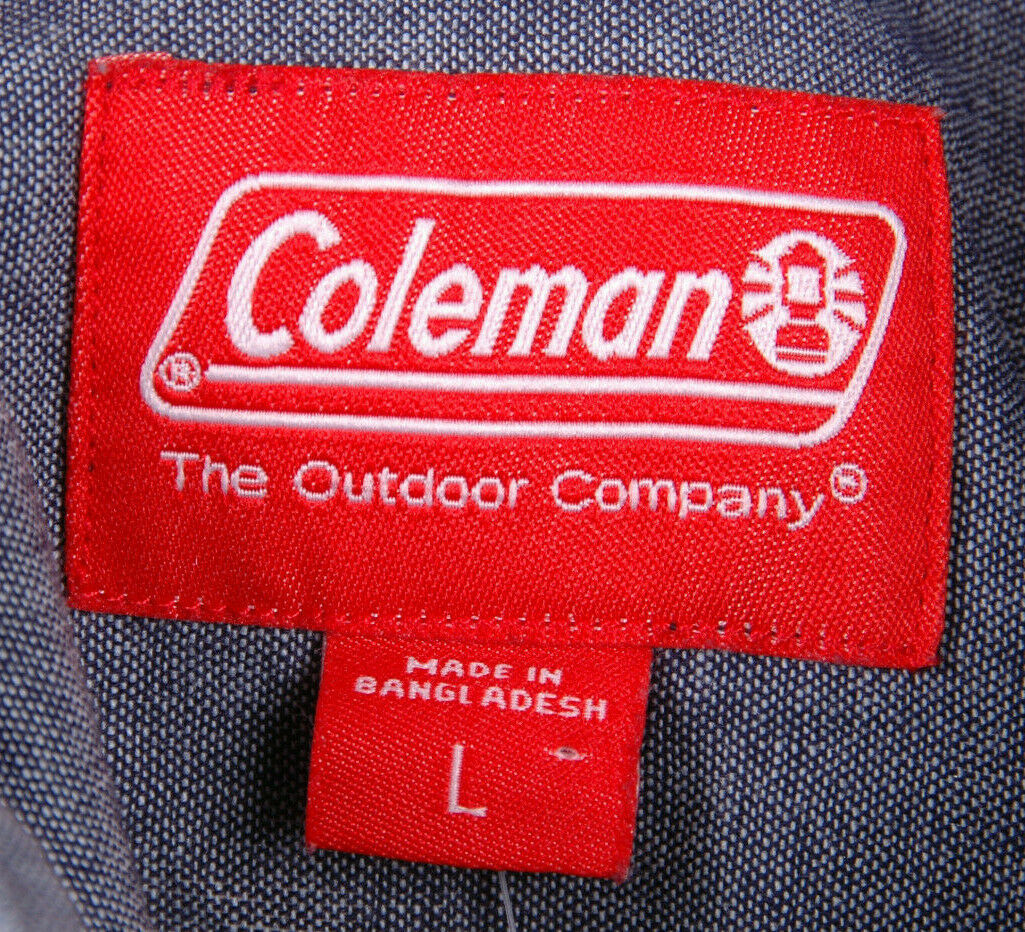 Coleman
®
The Outdoor Company®
MADE IN
BANGLADESH
L